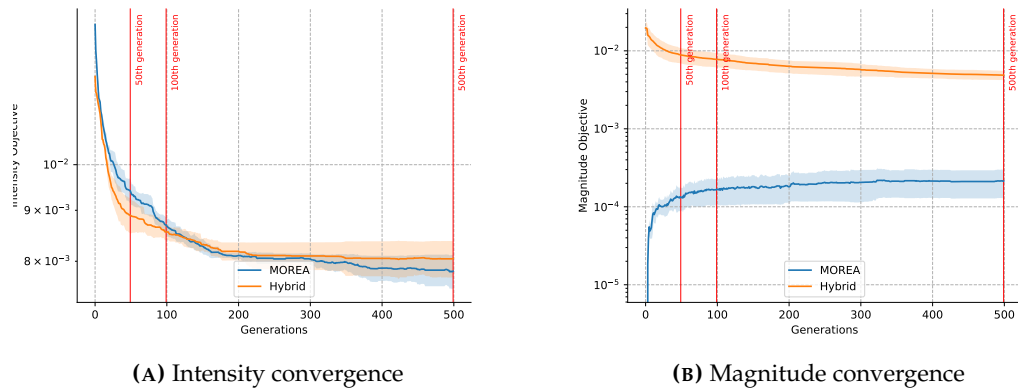 50th generation
100th generation
500th generation
Intensity Objective
10⁻²
9 × 10⁻³
8 × 10⁻³
MOREA
Hybrid
0
100
200
300
400
500
Generations
(A) Intensity convergence
50th generation
100th generation
500th generation
Magnitude Objective
10⁻²
10⁻³
10⁻⁴
10⁻⁵
MOREA
Hybrid
0
100
200
300
400
500
Generations
(B) Magnitude convergence